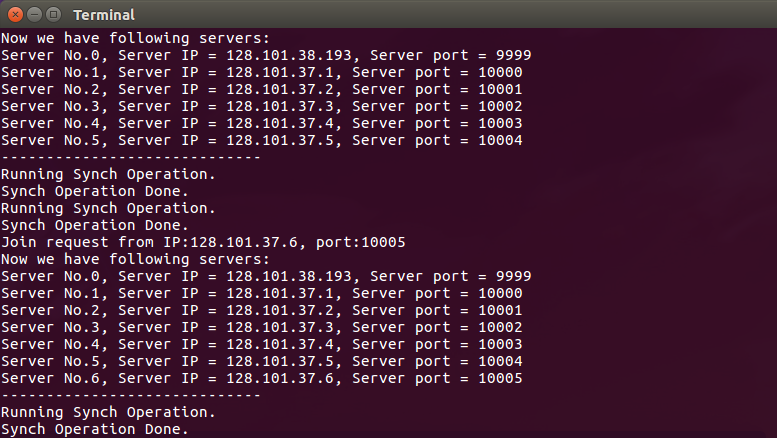 Terminal
Now we have following servers:
Server No.0, Server IP = 128.101.38.193, Server port = 9999
Server No.1, Server IP = 128.101.37.1, Server port = 10000
Server No.2, Server IP = 128.101.37.2, Server port = 10001
Server No.3, Server IP = 128.101.37.3, Server port = 10002
Server No.4, Server IP = 128.101.37.4, Server port = 10003
Server No.5, Server IP = 128.101.37.5, Server port = 10004
-----------------------------
Running Synch Operation.
Synch Operation Done.
Running Synch Operation.
Synch Operation Done.
Join request from IP:128.101.37.6, port:10005
Now we have following servers:
Server No.0, Server IP = 128.101.38.193, Server port = 9999
Server No.1, Server IP = 128.101.37.1, Server port = 10000
Server No.2, Server IP = 128.101.37.2, Server port = 10001
Server No.3, Server IP = 128.101.37.3, Server port = 10002
Server No.4, Server IP = 128.101.37.4, Server port = 10003
Server No.5, Server IP = 128.101.37.5, Server port = 10004
Server No.6, Server IP = 128.101.37.6, Server port = 10005
-----------------------------
Running Synch Operation.
Synch Operation Done.